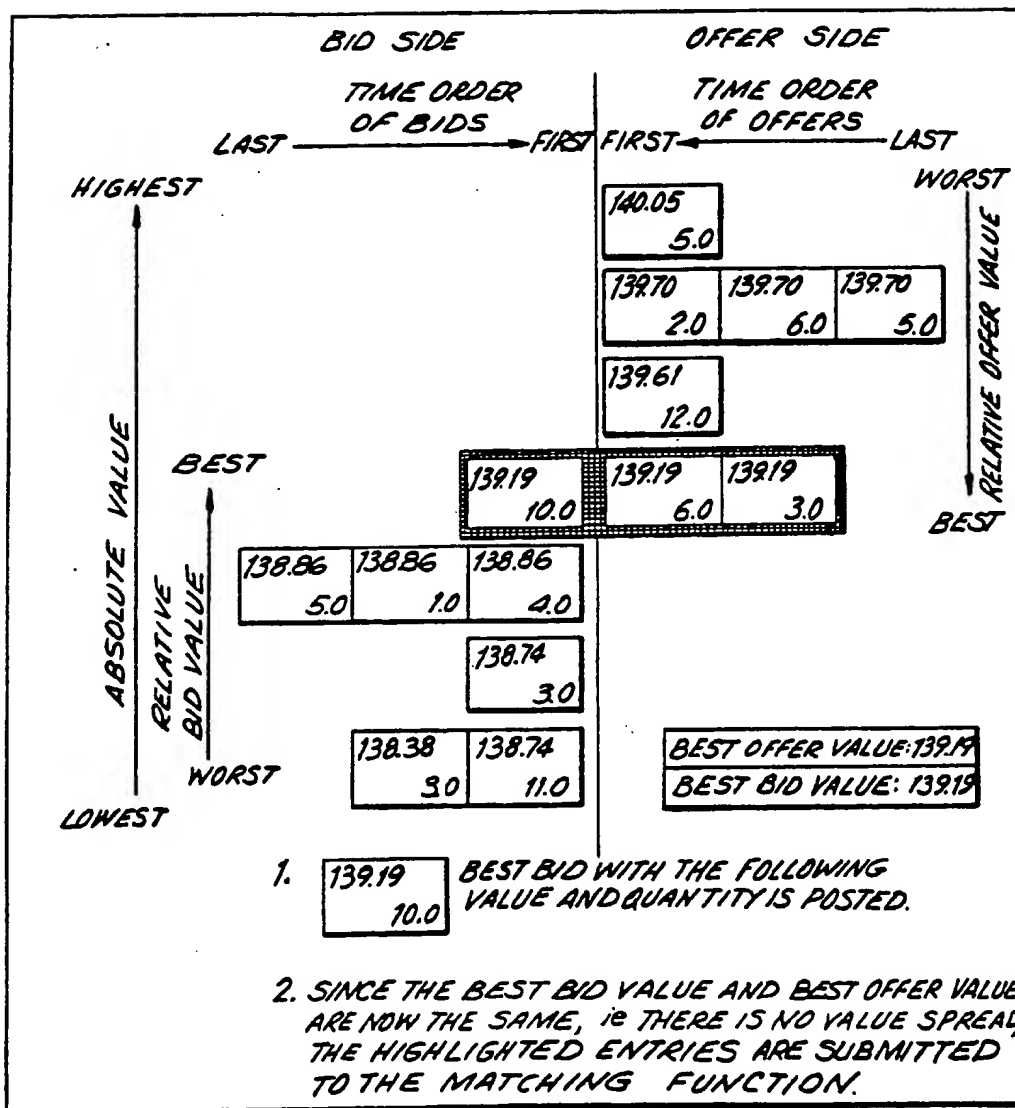 BID SIDE OFFER SIDE
TIME ORDER OF BIDS
TIME ORDER OF OFFERS
LAST FIRST FIRST LAST
HIGHEST
WORST
140.05
5.0
139.70 139.70 139.70
2.0 6.0 5.0
139.61
12.0
RELATIVE OFFER VALUE
BEST
139.19 139.19 139.19
10.0 6.0 3.0
BEST
138.86 138.86 138.86
5.0 1.0 4.0
ABSOLUTE VALUE
RELATIVE
BID VALUE
138.74
3.0
138.38 138.74
9.0 11.0
WORST
LOWEST
BEST OFFER VALUE: 139.19
BEST BID VALUE: 139.19
1. 139.19
10.0
BEST BID WITH THE FOLLOWING
VALUE AND QUANTITY IS POSTED.
2. SINCE THE BEST BID VALUE AND BEST OFFER VALUE
ARE NOW THE SAME, ie THERE IS NO VALUE SPREAD,
THE HIGHLIGHTED ENTRIES ARE SUBMITTED
TO THE MATCHING FUNCTION.